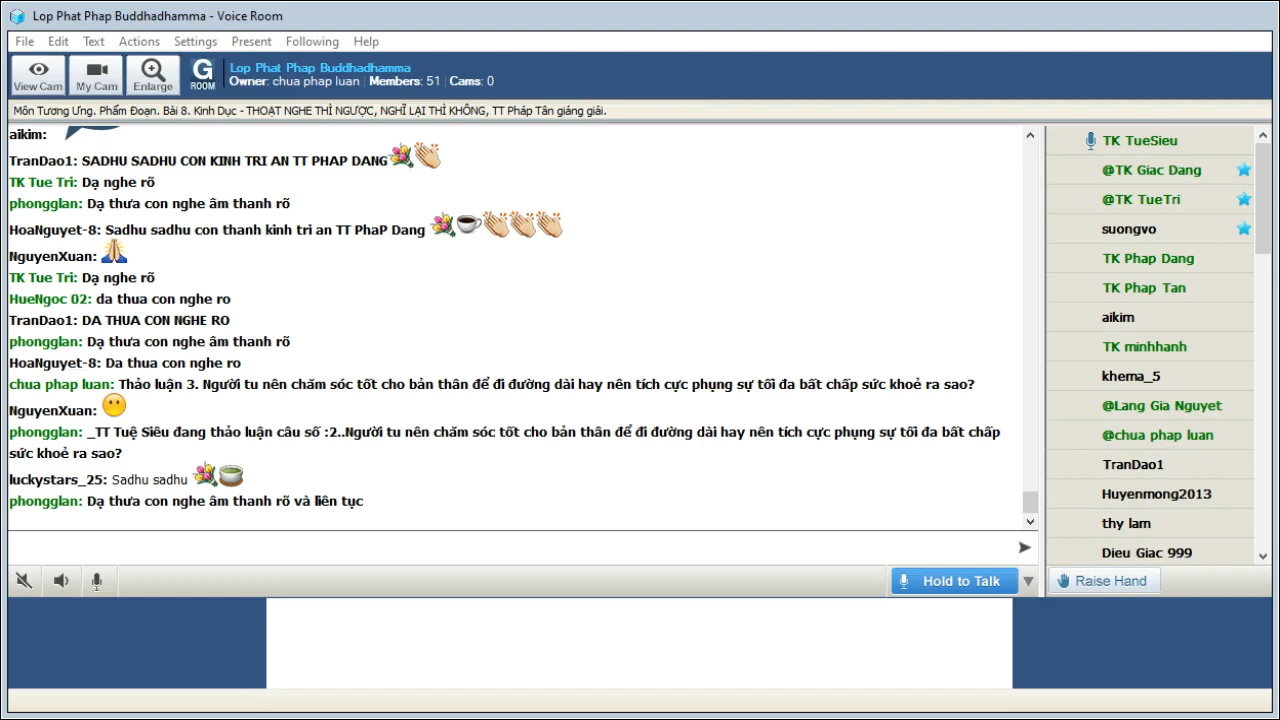 Lop Phat Phap Buddhadhamma - Voice Room
File Edit Text Actions Settings Present Following Help
View Cam My Cam Enlarge G ROOM
Lop Phat Phap Buddhadhamma
Owner: chua phap luan Members: 51 Cams: 0
Môn Tương Ưng. Phẩm Đoạn. Bài 8. Kinh Dục - THOẠT NGHE THÌ NGƯỢC, NGHĨ LẠI THÌ KHÔNG, TT Pháp Tân giảng giải.
aikim:
TranDao1: SADHU SADHU CON KINH TRI AN TT PHAP DANG
TK Tue Tri: Dạ nghe rõ
phongglan: Dạ thưa con nghe âm thanh rõ
HoaNguyet-8: Sadhu sadhu con thanh kinh tri an TT PhaP Dang
NguyenXuan:
TK Tue Tri: Dạ nghe rõ
HueNgoc 02: da thua con nghe ro
TranDao1: DA THUA CON NGHE RO
phongglan: Dạ thưa con nghe âm thanh rõ
HoaNguyet-8: Da thua con nghe ro
chua phap luan: Thảo luận 3. Người tu nên chăm sóc tốt cho bản thân để đi đường dài hay nên tích cực phụng sự tối đa bất chấp sức khoẻ ra sao?
NguyenXuan:
phongglan: _TT Tuệ Siêu đang thảo luận câu số :2..Người tu nên chăm sóc tốt cho bản thân để đi đường dài hay nên tích cực phụng sự tối đa bất chấp
sức khoẻ ra sao?
luckystars_25: Sadhu sadhu
phongglan: Dạ thưa con nghe âm thanh rõ và liên tục
TK TueSieu
@TK Giac Dang
@TK TueTri
suongvo
TK Phap Dang
TK Phap Tan
aikim
TK minhhanh
khema_5
@Lang Gia Nguyet
@chua phap luan
TranDao1
Huyenmong2013
thy lam
Dieu Giac 999
Hold to Talk
Raise Hand